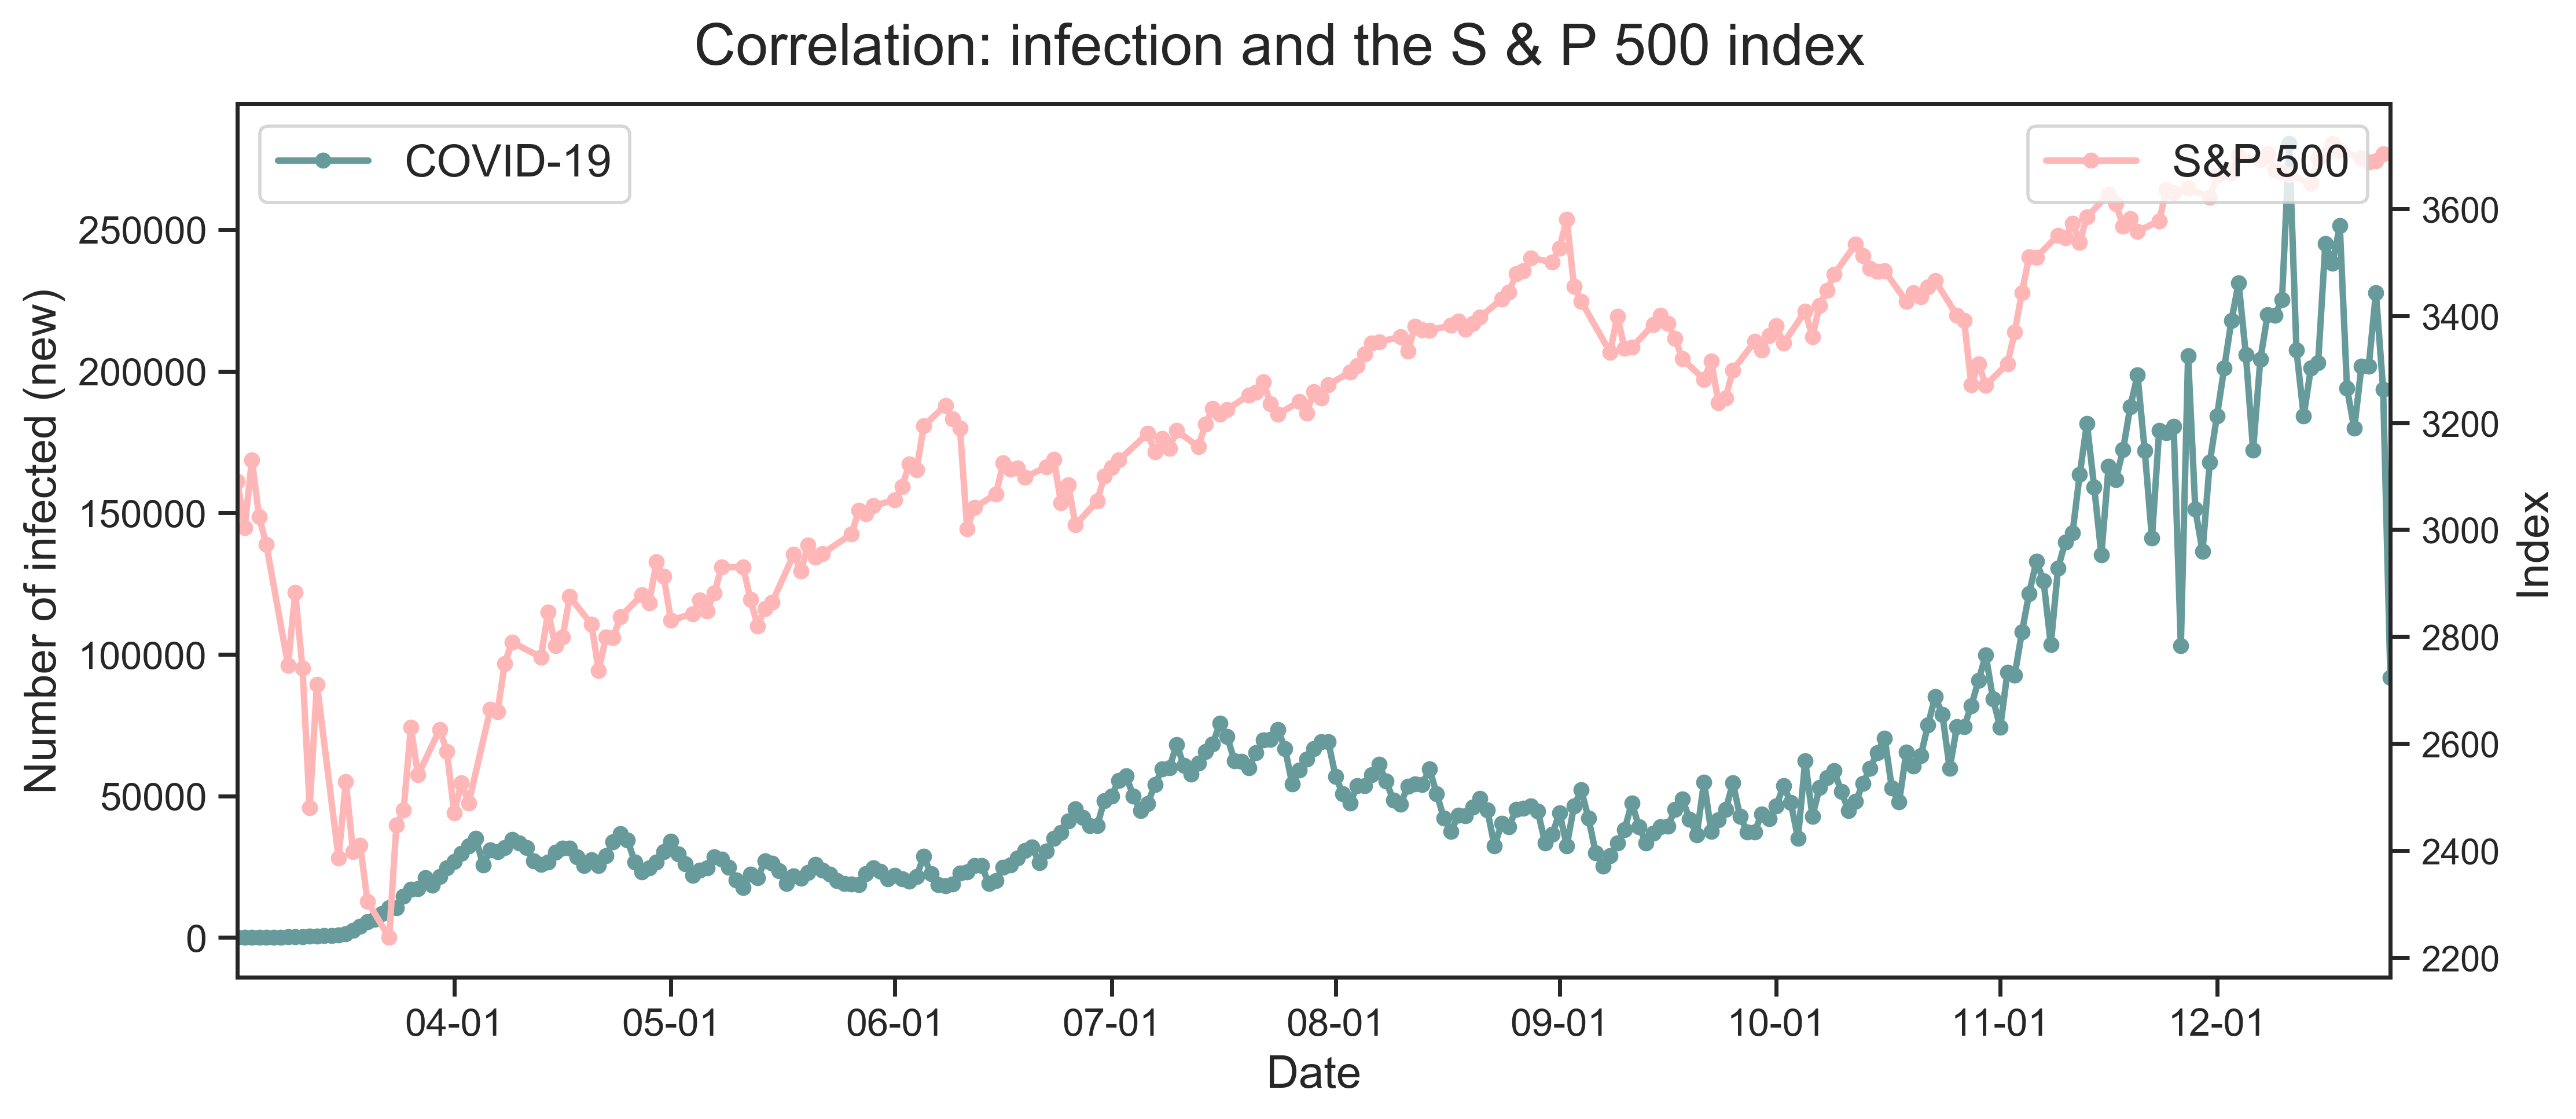 Correlation: infection and the S & P 500 index
COVID-19
S&P 500
Number of infected (new)
250000
200000
150000
100000
50000
0
3600
3400
3200
3000
2800
2600
2400
2200
Index
04-01 05-01 06-01 07-01 08-01 09-01 10-01 11-01 12-01
Date